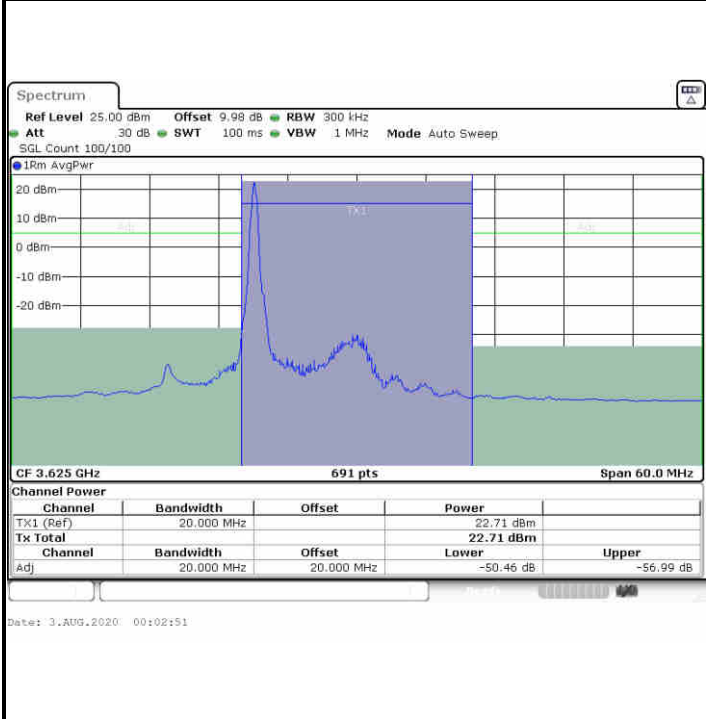 Spectrum
Ref Level 25.00 dBm Offset 9.98 dB RBW 300 kHz
Att 30 dB SWT 100 ms VBW 1 MHz Mode Auto Sweep
SGL Count 100/100
1Rm AvgPwr
20 dBm
TX1
10 dBm
Adj Adj
0 dBm
-10 dBm
-20 dBm
CF 3.625 GHz 691 pts Span 60.0 MHz
Channel Power
Channel Bandwidth Offset Power
TX1 (Ref) 20.000 MHz 22.71 dBm
Tx Total 22.71 dBm
Channel Bandwidth Offset Lower Upper
Adj 20.000 MHz 20.000 MHz -50.46 dB -56.99 dB
Date: 3.AUG.2020 00:02:51